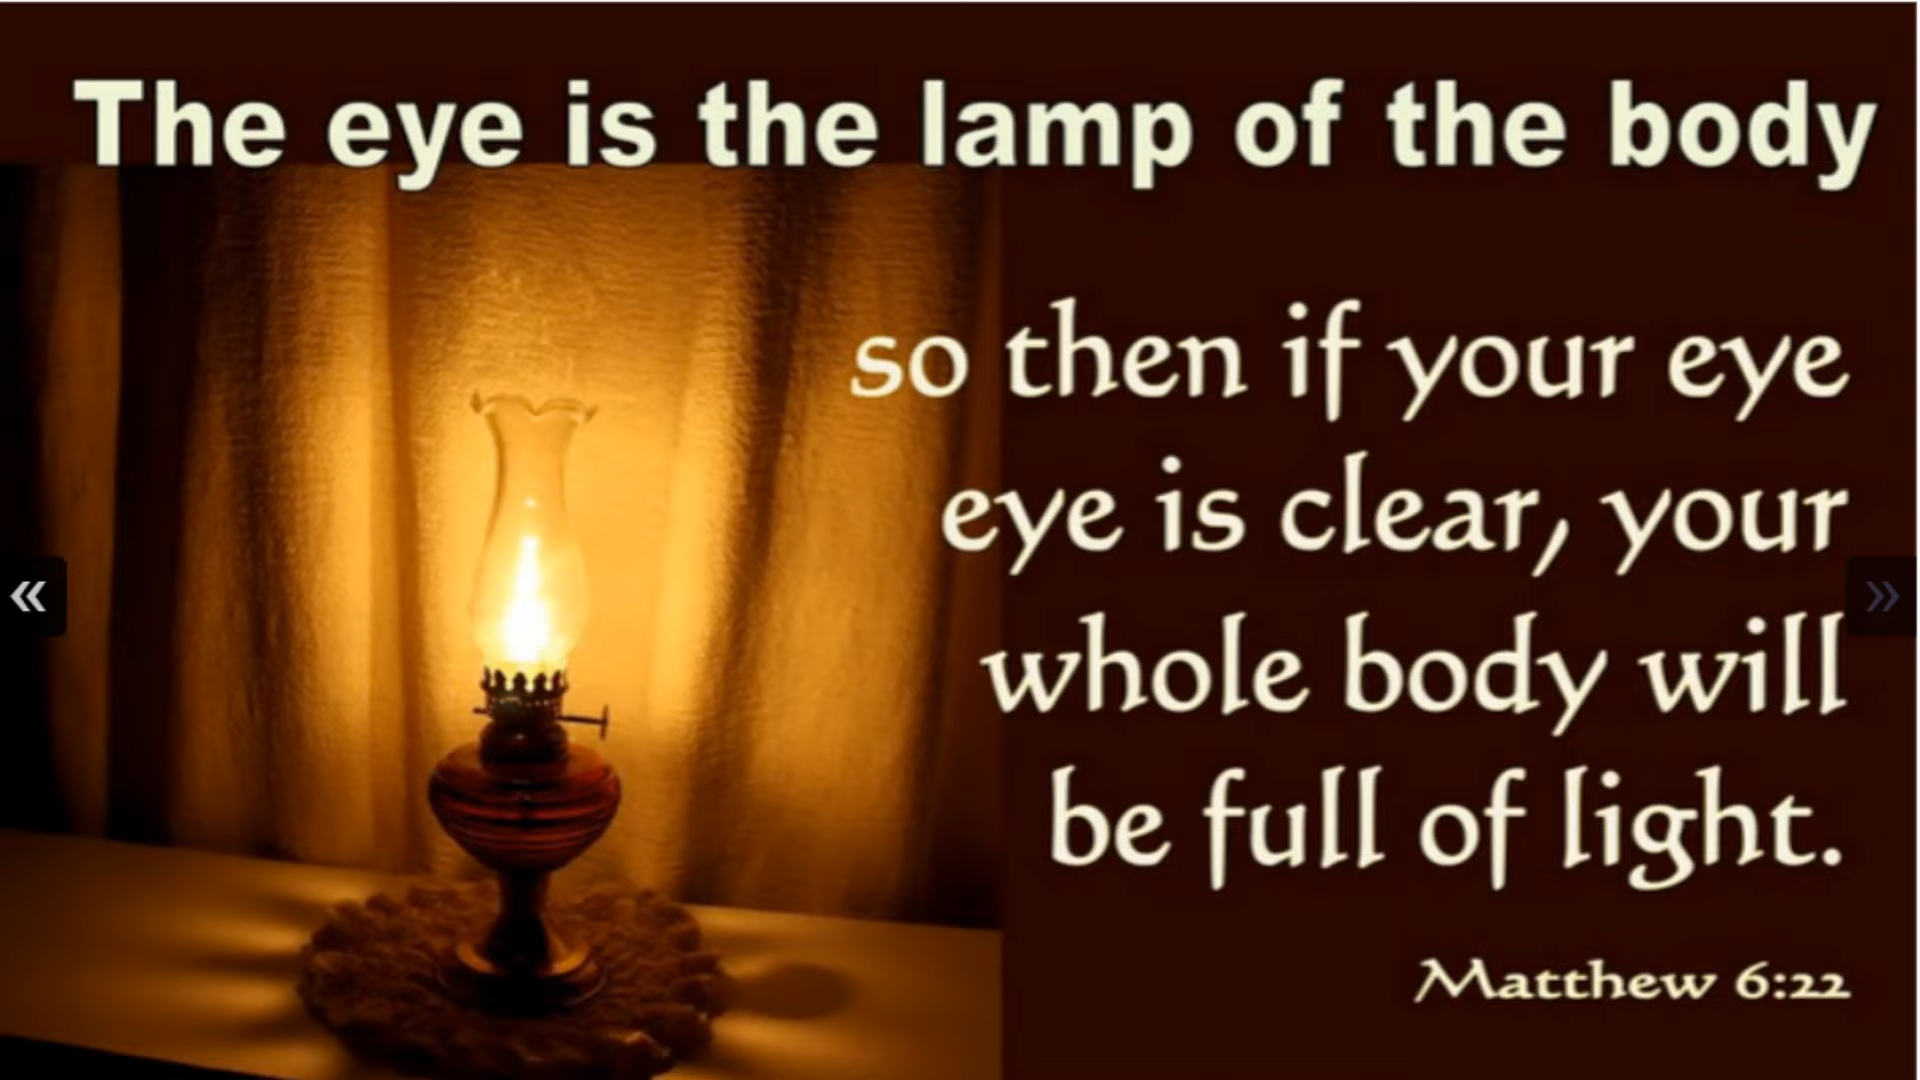 The eye is the lamp of the body
so then if your eye
eye is clear, your
whole body will
be full of light.
Matthew 6:22
«
»